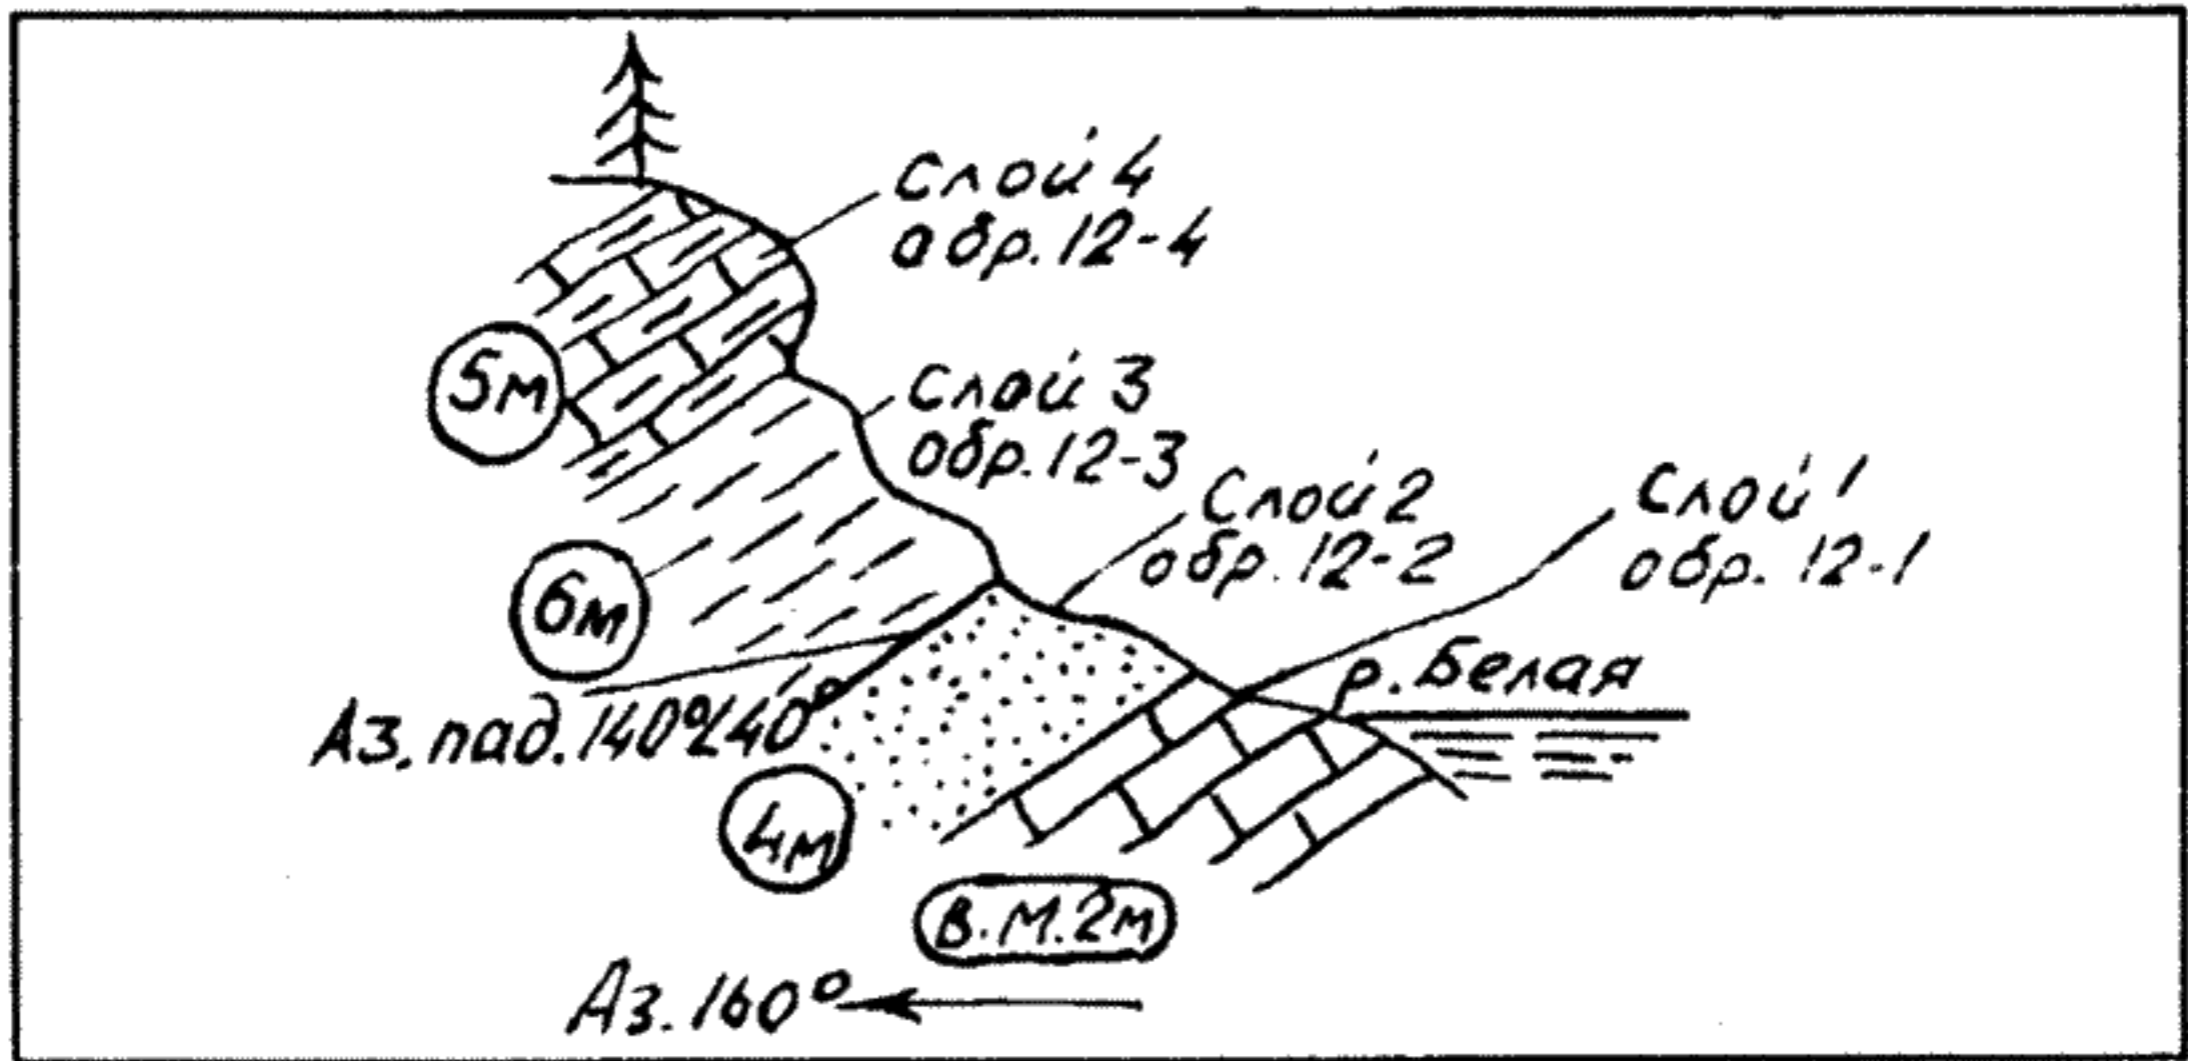 Слой 4
обр. 12-4
5м
Слой 3
обр. 12-3
Слой 2
обр. 12-2
Слой 1
обр. 12-1
6м
р. Белая
Аз. пад. 140°∠40°
4м
В.М. 2м
Аз. 160°